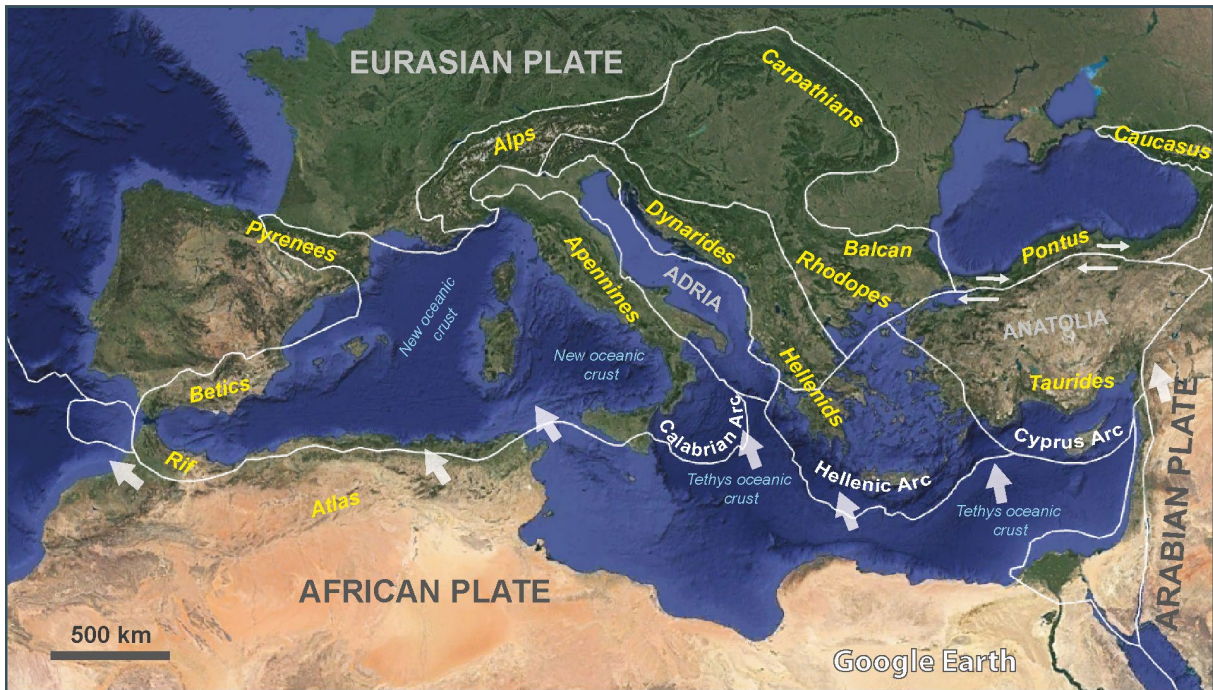 EURASIAN PLATE
Carpathians
Alps
Caucasus
Pyrenees
Dynarides
Balcan
Pontus
Apennines
Rhodopes
ADRIA
New oceanic
crust
ANATOLIA
New oceanic
crust
Hellenids
Betics
Taurides
Calabrian Arc
Cyprus Arc
Rif
Hellenic Arc
Tethys oceanic
crust
Atlas
Tethys oceanic
crust
ARABIAN PLATE
AFRICAN PLATE
500 km
Google Earth